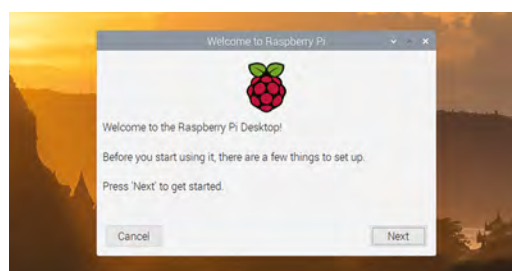 Welcome to Raspberry Pi
Welcome to the Raspberry Pi Desktop!
Before you start using it, there are a few things to set up.
Press 'Next' to get started.
Cancel
Next